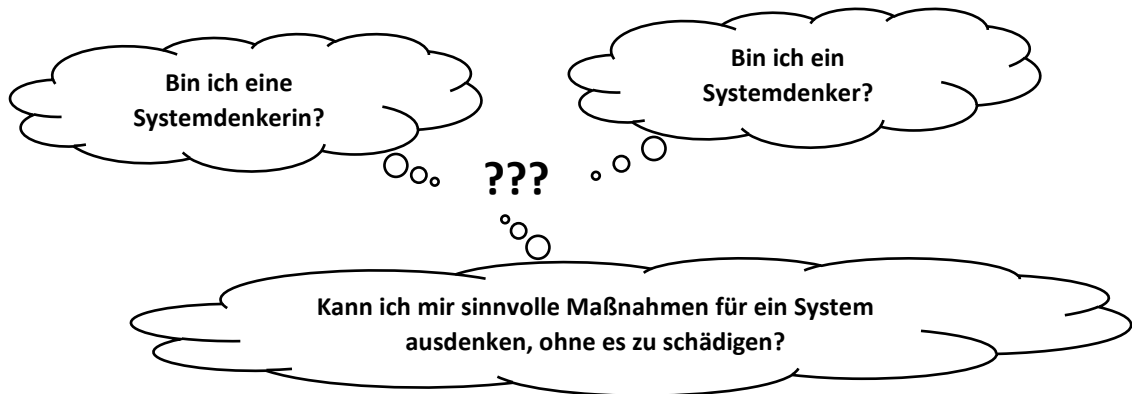 Bin ich eine
Systemdenkerin?
Bin ich ein
Systemdenker?
???
Kann ich mir sinnvolle Maßnahmen für ein System
ausdenken, ohne es zu schädigen?